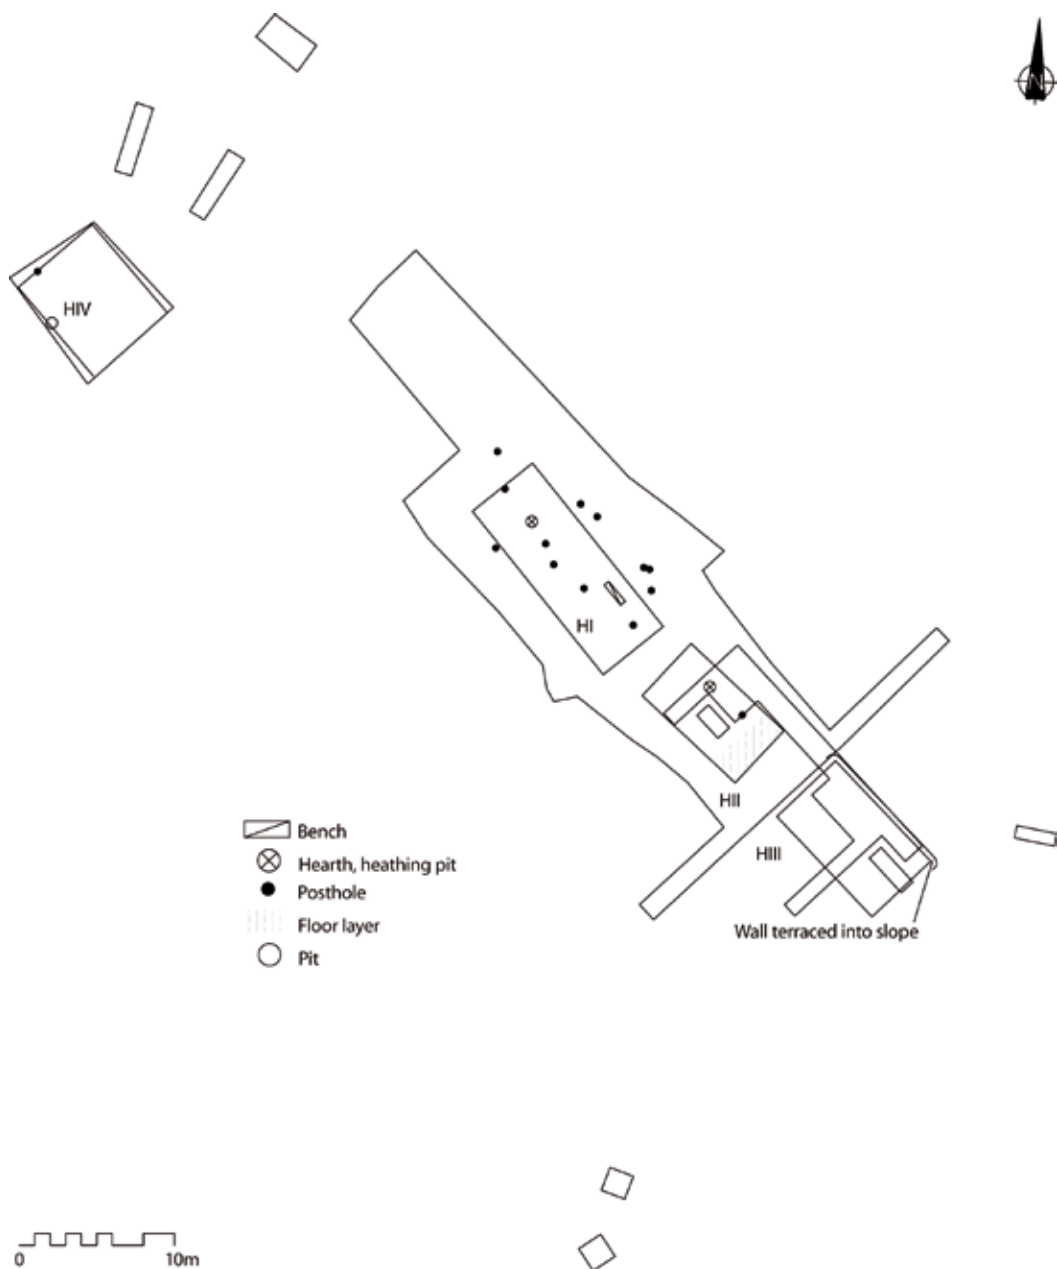 N
HIV
HI
HII
HIII
Wall terraced into slope
Bench
Hearth, heathing pit
Posthole
Floor layer
Pit
0 10m